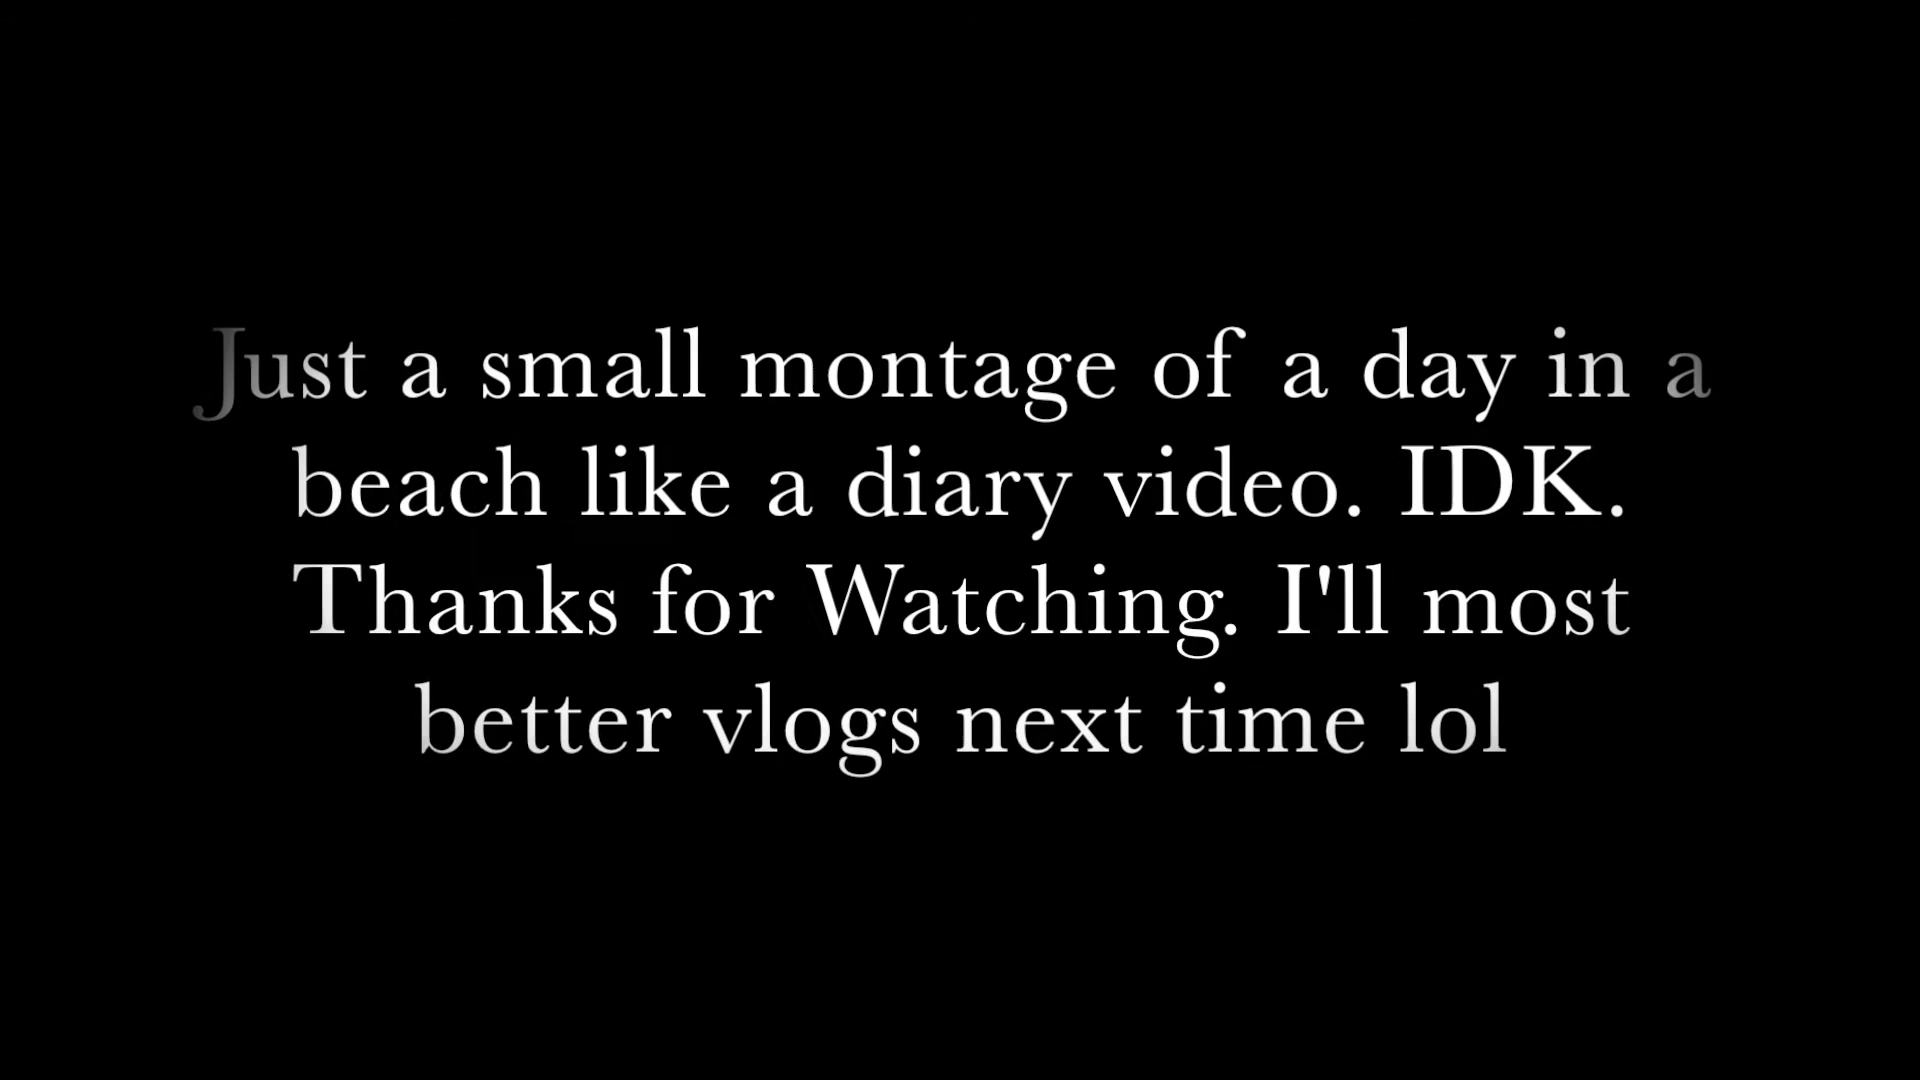 Just a small montage of a day in a
beach like a diary video. IDK.
Thanks for Watching. I'll most
better vlogs next time lol